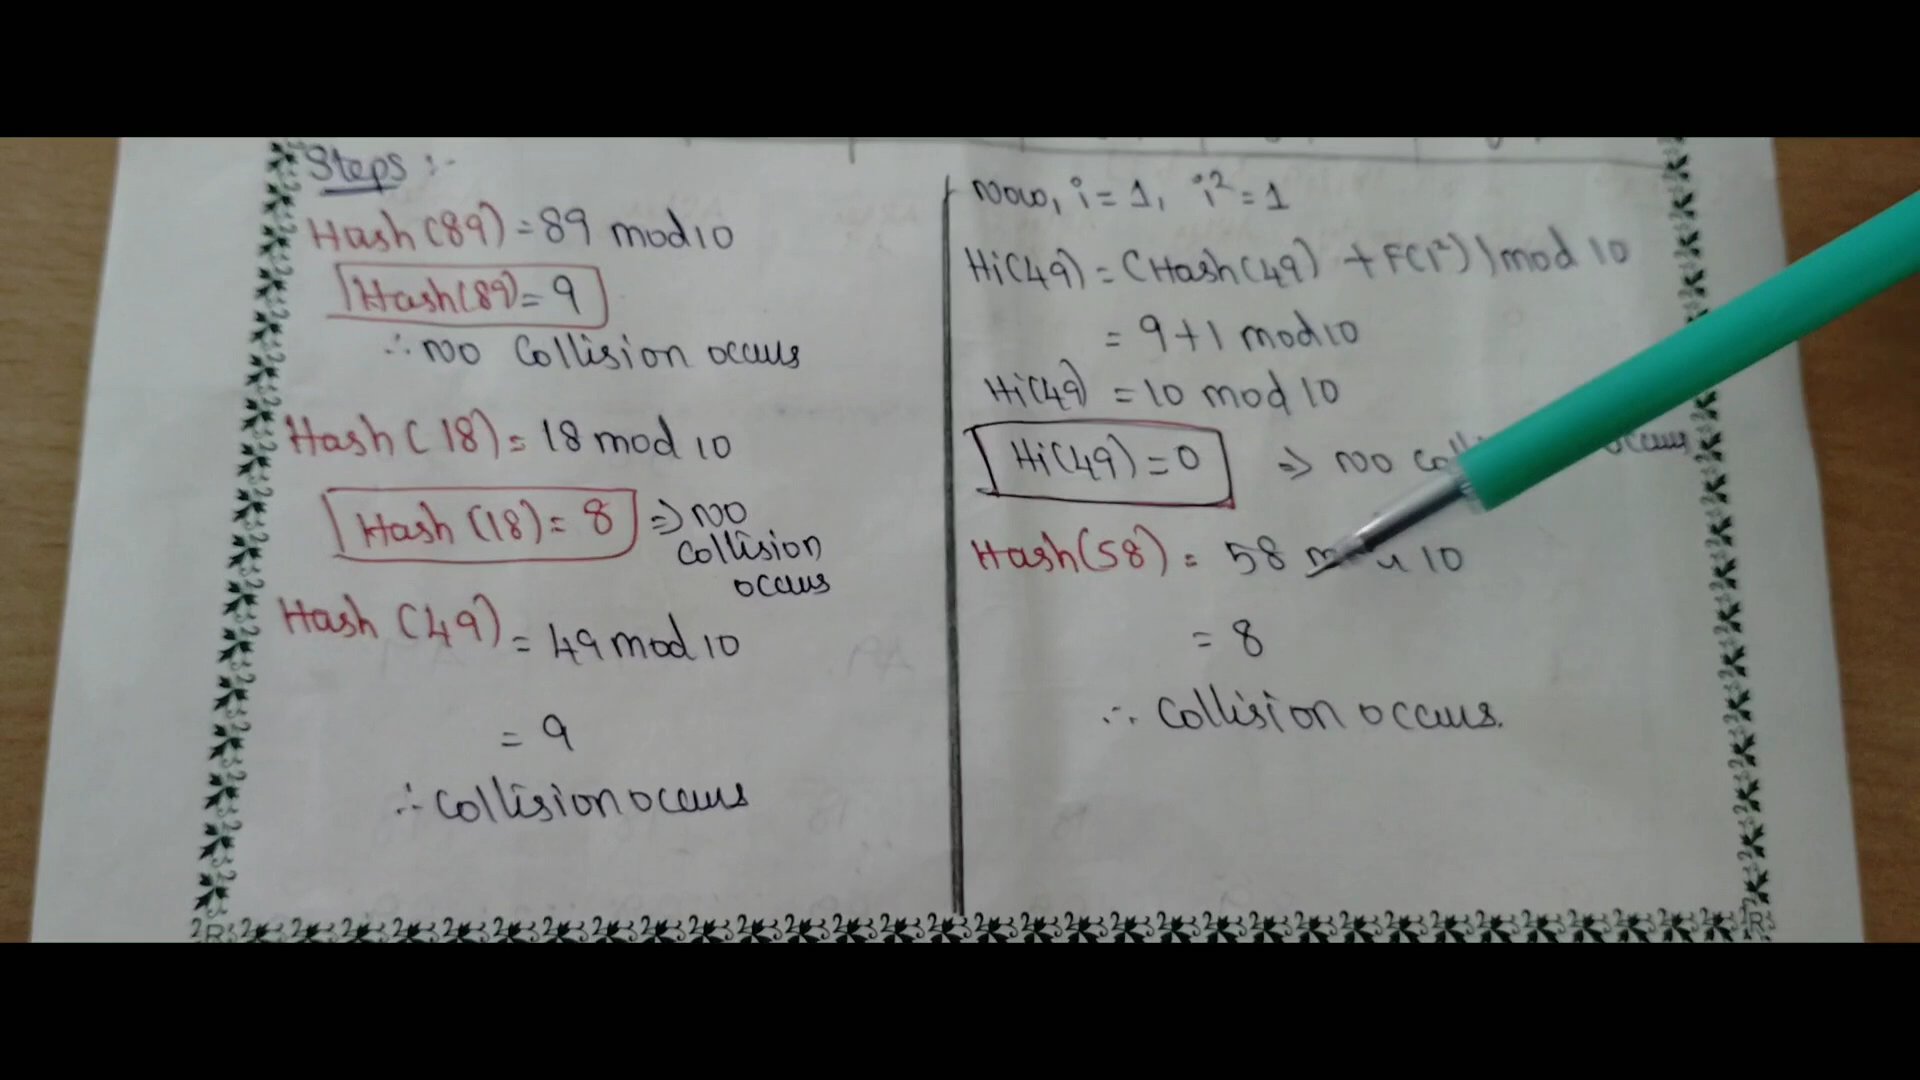 Steps :-
Hash(89) = 89 mod 10
Hash(89) = 9
∴ no Collision occurs
Hash(18) = 18 mod 10
Hash(18) = 8 => no
collision
occurs
Hash(49) = 49 mod 10
= 9
∴ collision occurs
Now, i = 1, i² = 1
Hi(49) = (Hash(49) + F(1²)) mod 10
= 9 + 1 mod 10
Hi(49) = 10 mod 10
Hi(49) = 0 => no occurs
Hash(58) = 58 10
= 8
∴ Collision occurs.